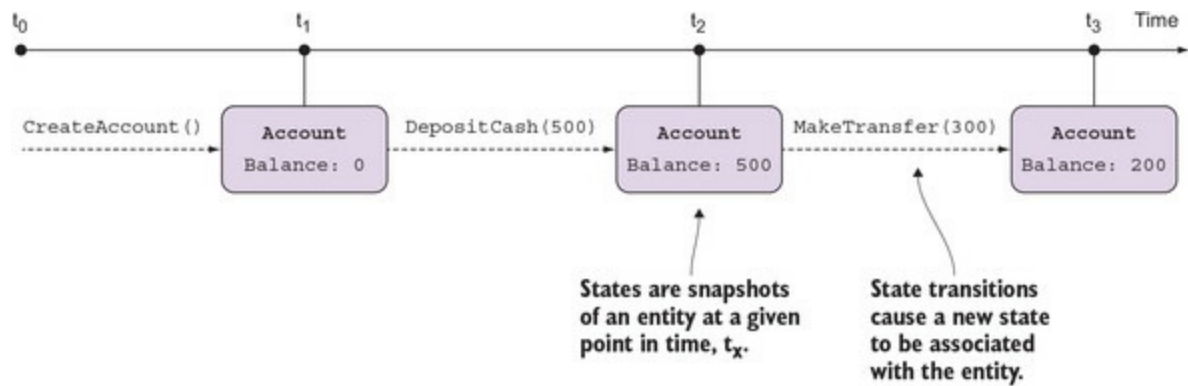 t0 t1 t2 t3 Time
CreateAccount() DepositCash(500) MakeTransfer(300)
Account Account Account
Balance: 0 Balance: 500 Balance: 200
States are snapshots
of an entity at a given
point in time, tx.
State transitions
cause a new state
to be associated
with the entity.